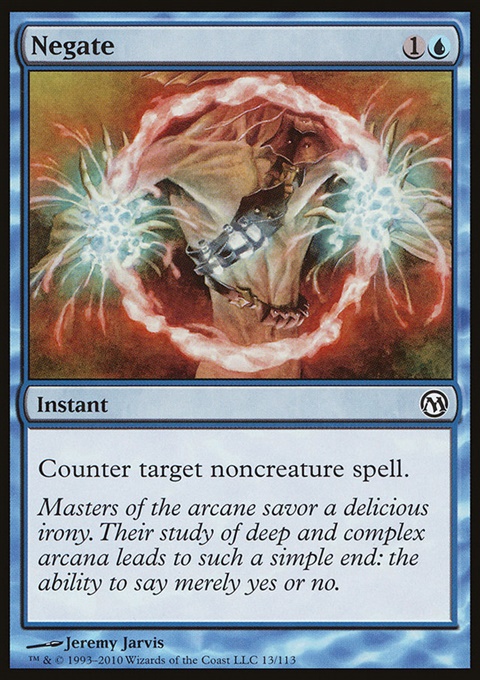 Negate
1
Instant
Counter target noncreature spell.
Masters of the arcane savor a delicious
irony. Their study of deep and complex
arcana leads to such a simple end: the
ability to say merely yes or no.
Jeremy Jarvis
™ & © 1993–2010 Wizards of the Coast LLC 13/113